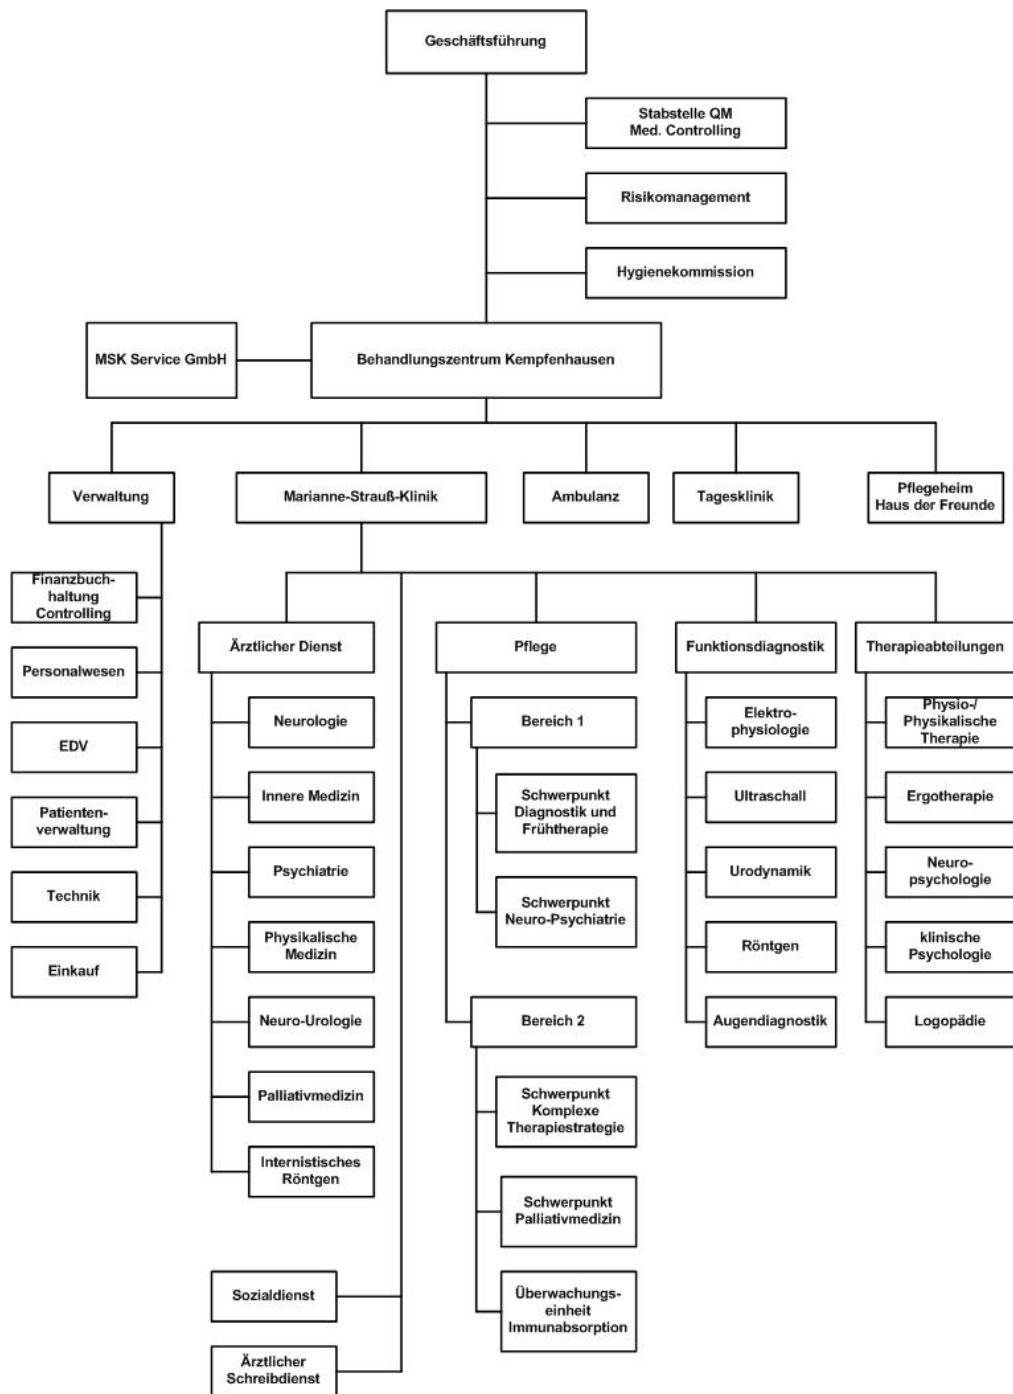 Geschäftsführung
Stabstelle QM
Med. Controlling
Risikomanagement
Hygienekommission
MSK Service GmbH
Behandlungszentrum Kempfenhausen
Verwaltung
Marianne-Strauß-Klinik
Ambulanz
Tagesklinik
Pflegeheim
Haus der Freunde
Finanzbuch-
haltung
Controlling
Personalwesen
EDV
Patienten-
verwaltung
Technik
Einkauf
Ärztlicher Dienst
Neurologie
Innere Medizin
Psychiatrie
Physikalische
Medizin
Neuro-Urologie
Palliativmedizin
Internistisches
Röntgen
Sozialdienst
Ärztlicher
Schreibdienst
Pflege
Bereich 1
Schwerpunkt
Diagnostik und
Frühtherapie
Schwerpunkt
Neuro-Psychiatrie
Bereich 2
Schwerpunkt
Komplexe
Therapiestrategie
Schwerpunkt
Palliativmedizin
Überwachungs-
einheit
Immunabsorption
Funktionsdiagnostik
Elektro-
physiologie
Ultraschall
Urodynamik
Röntgen
Augendiagnostik
Therapieabteilungen
Physio-/
Physikalische
Therapie
Ergotherapie
Neuro-
psychologie
klinische
Psychologie
Logopädie